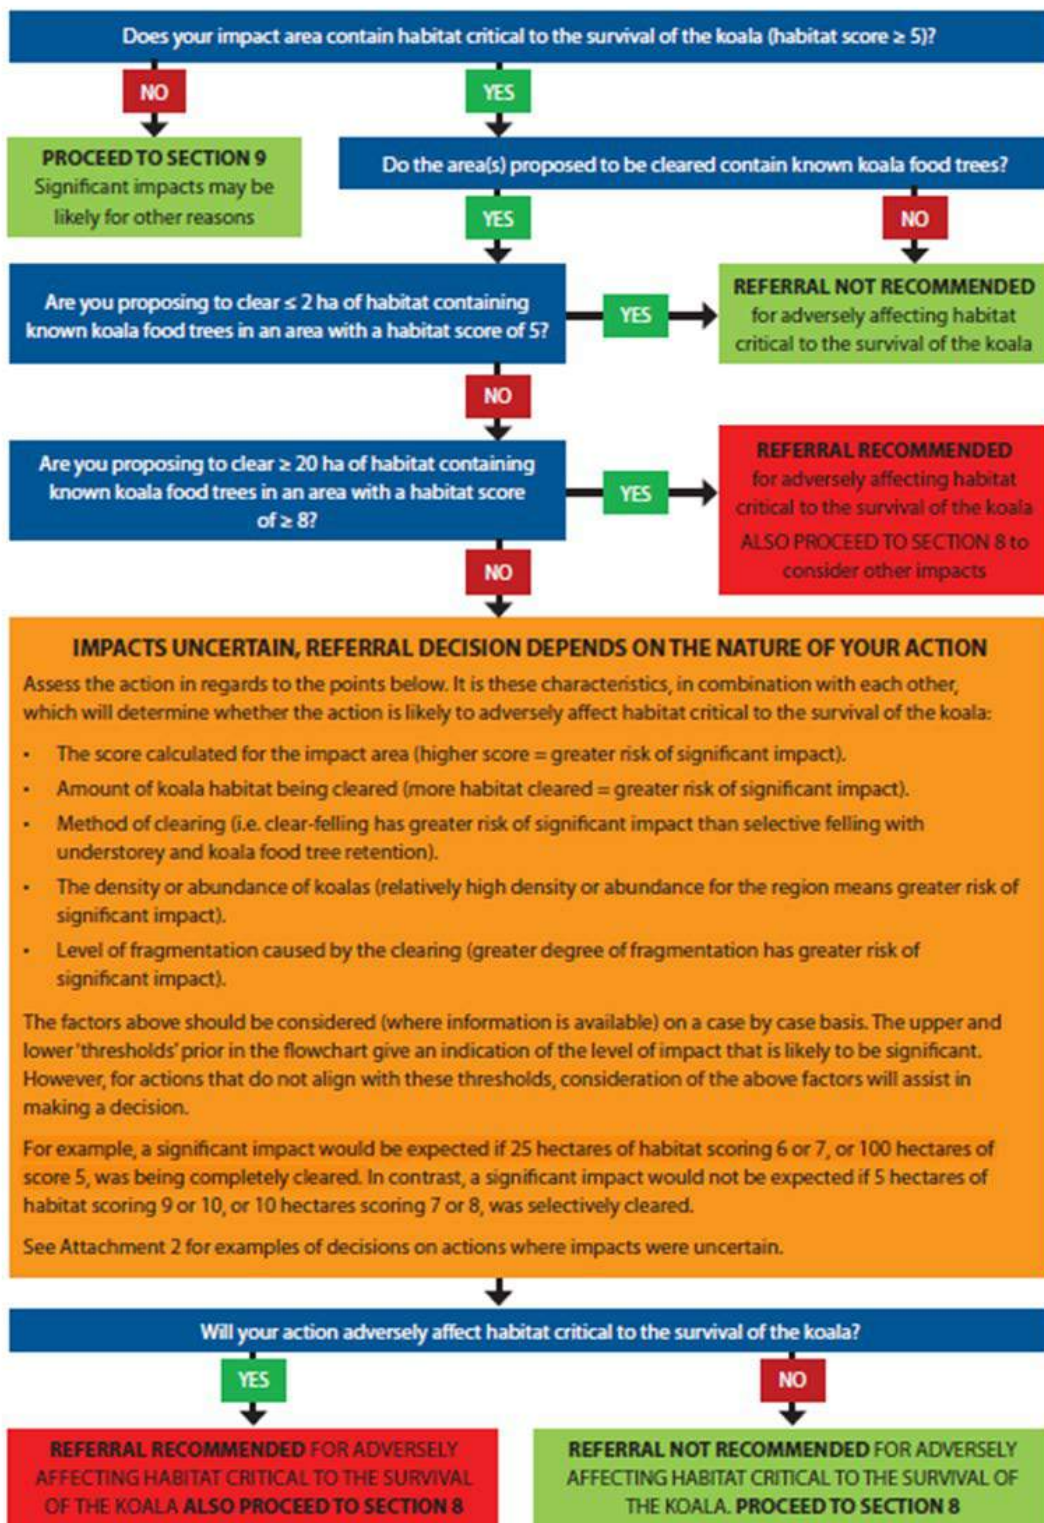 Does your impact area contain habitat critical to the survival of the koala (habitat score ≥ 5)?
NO
YES
PROCEED TO SECTION 9
Significant impacts may be
likely for other reasons
Do the area(s) proposed to be cleared contain known koala food trees?
YES
NO
Are you proposing to clear ≤ 2 ha of habitat containing
known koala food trees in an area with a habitat score of 5?
YES
REFERRAL NOT RECOMMENDED
for adversely affecting habitat
critical to the survival of the koala
NO
Are you proposing to clear ≥ 20 ha of habitat containing
known koala food trees in an area with a habitat score
of ≥ 8?
YES
REFERRAL RECOMMENDED
for adversely affecting habitat
critical to the survival of the koala
ALSO PROCEED TO SECTION 8 to
consider other impacts
NO
IMPACTS UNCERTAIN, REFERRAL DECISION DEPENDS ON THE NATURE OF YOUR ACTION
Assess the action in regards to the points below. It is these characteristics, in combination with each other,
which will determine whether the action is likely to adversely affect habitat critical to the survival of the koala:
• The score calculated for the impact area (higher score = greater risk of significant impact).
• Amount of koala habitat being cleared (more habitat cleared = greater risk of significant impact).
• Method of clearing (i.e. clear-felling has greater risk of significant impact than selective felling with
understorey and koala food tree retention).
• The density or abundance of koalas (relatively high density or abundance for the region means greater risk of
significant impact).
• Level of fragmentation caused by the clearing (greater degree of fragmentation has greater risk of
significant impact).
The factors above should be considered (where information is available) on a case by case basis. The upper and
lower 'thresholds' prior in the flowchart give an indication of the level of impact that is likely to be significant.
However, for actions that do not align with these thresholds, consideration of the above factors will assist in
making a decision.
For example, a significant impact would be expected if 25 hectares of habitat scoring 6 or 7, or 100 hectares of
score 5, was being completely cleared. In contrast, a significant impact would not be expected if 5 hectares of
habitat scoring 9 or 10, or 10 hectares scoring 7 or 8, was selectively cleared.
See Attachment 2 for examples of decisions on actions where impacts were uncertain.
Will your action adversely affect habitat critical to the survival of the koala?
YES
NO
REFERRAL RECOMMENDED FOR ADVERSELY
AFFECTING HABITAT CRITICAL TO THE SURVIVAL
OF THE KOALA ALSO PROCEED TO SECTION 8
REFERRAL NOT RECOMMENDED FOR ADVERSELY
AFFECTING HABITAT CRITICAL TO THE SURVIVAL OF
THE KOALA. PROCEED TO SECTION 8